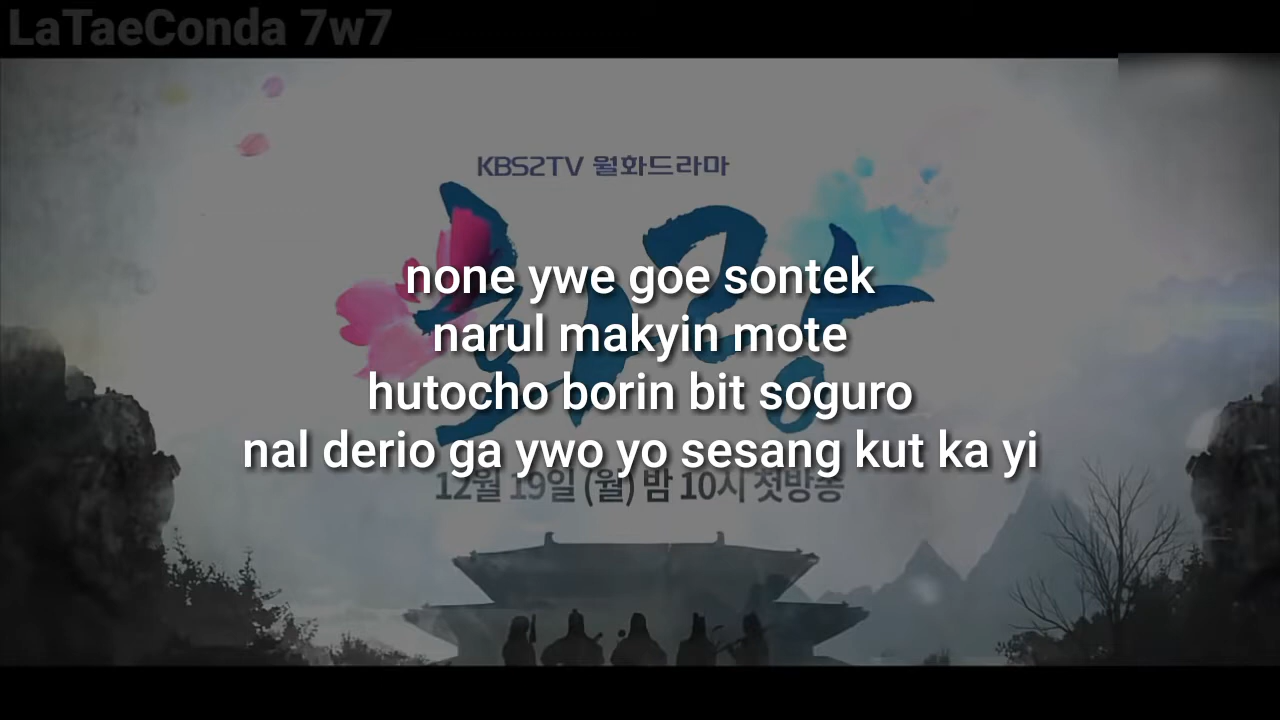 LaTaeConda 7w7
KBS2TV 월화드라마
화랑
none ywe goe sontek
narul makyin mote
hutocho borin bit soguro
nal derio ga ywo yo sesang kut ka yi
12월 19일 (월) 밤 10시 첫방송